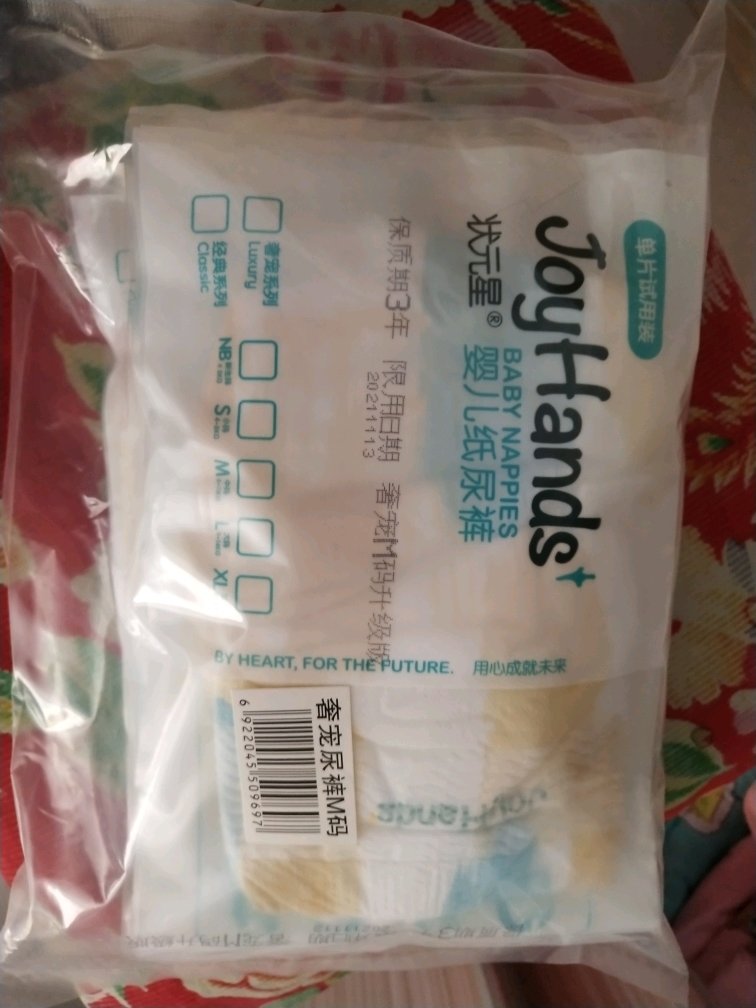 单片试用装
JoyHands
状元星®
BABY NAPPIES
婴儿纸尿裤
保质期3年 限用日期 奢宠M码升级版
20211113
奢宠系列
Luxury
经典系列
Classic
NB
S
M
L
XL
BY HEART, FOR THE FUTURE. 用心成就未来
奢宠尿裤M码
6 922045 509697